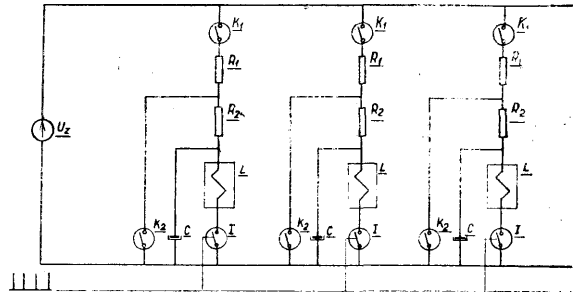 K1 K1 K1
R1 R1 R1
R2 R2 R2
Uz
L L L
K2 C I K2 C I K2 C I